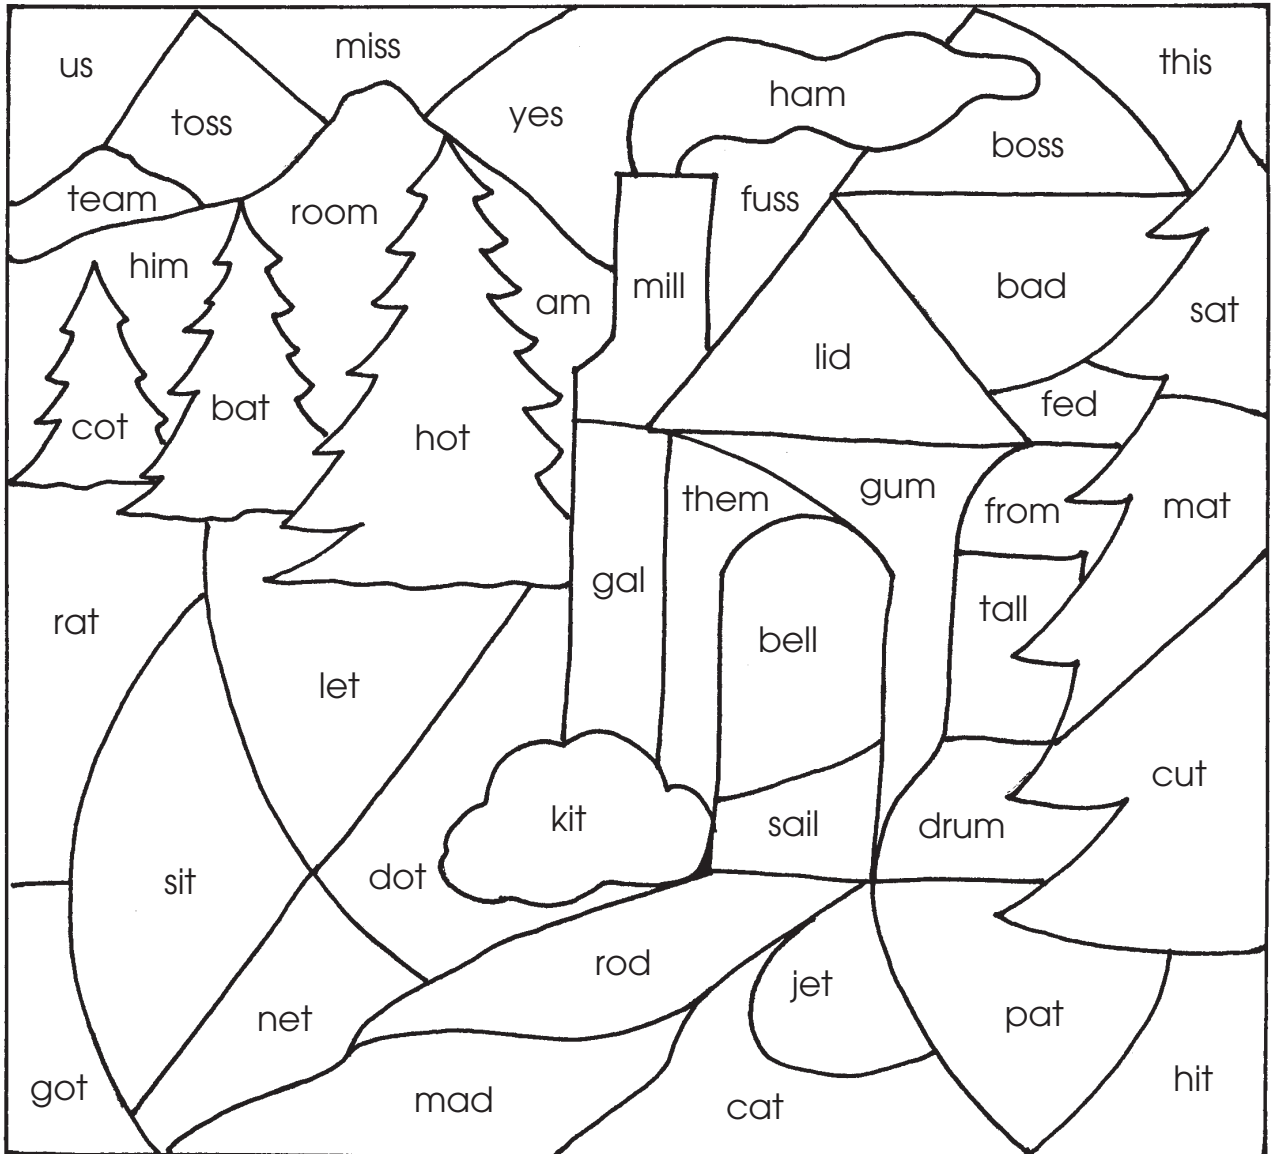 us
miss
this
toss
yes
ham
boss
team
room
fuss
him
am
mill
bad
sat
lid
cot
bat
hot
fed
them
gum
from
mat
gal
tall
rat
bell
let
cut
kit
sail
drum
sit
dot
rod
jet
net
pat
got
mad
cat
hit